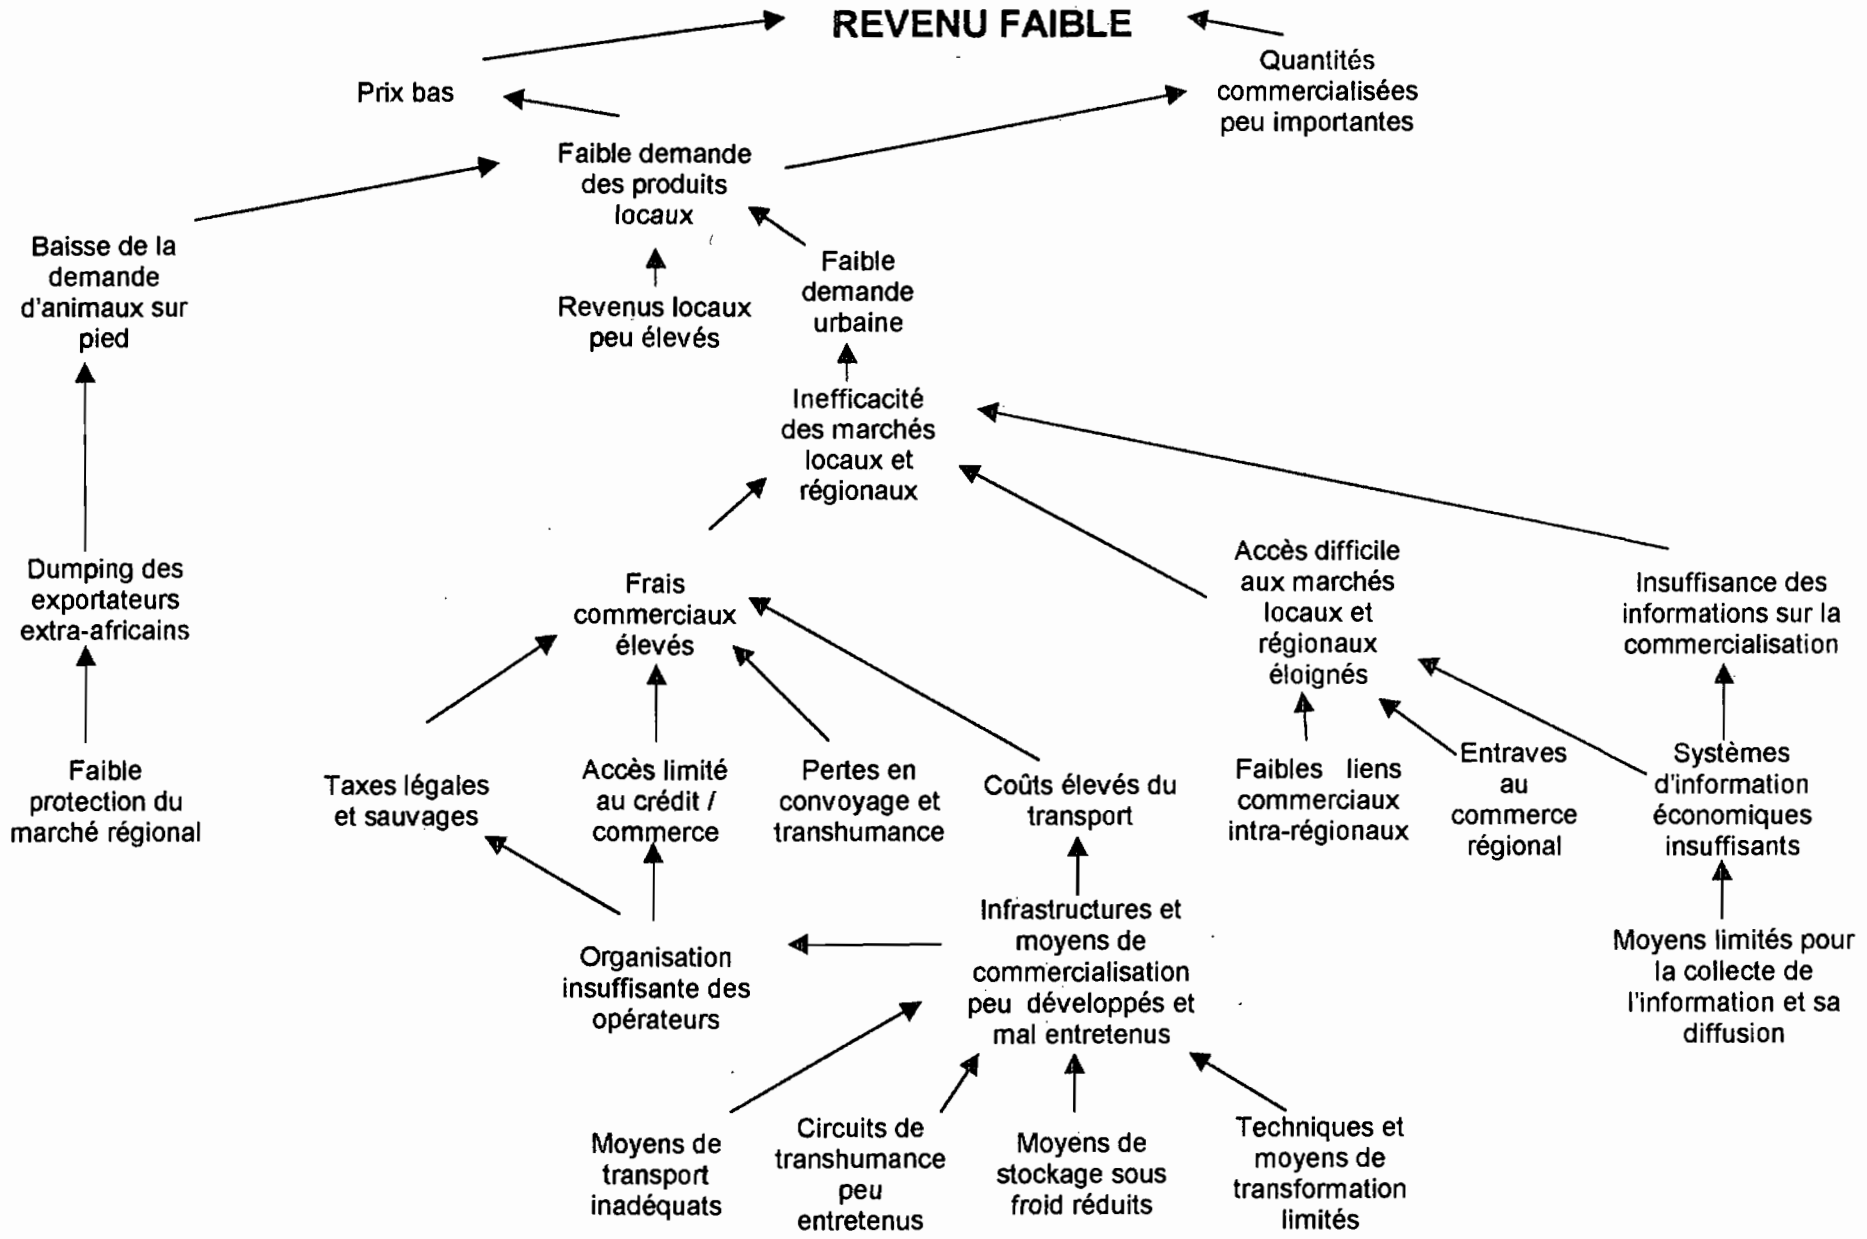 REVENU FAIBLE
Prix bas
Quantités
commercialisées
peu importantes
Faible demande
des produits
locaux
Baisse de la
demande
d'animaux sur
pied
Revenus locaux
peu élevés
Faible
demande
urbaine
Inefficacité
des marchés
locaux et
régionaux
Dumping des
exportateurs
extra-africains
Frais
commerciaux
élevés
Accès difficile
aux marchés
locaux et
régionaux
éloignés
Insuffisance des
informations sur la
commercialisation
Faible
protection du
marché régional
Taxes légales
et sauvages
Accès limité
au crédit /
commerce
Pertes en
convoyage et
transhumance
Coûts élevés du
transport
Faibles liens
commerciaux
intra-régionaux
Entraves
au
commerce
régional
Systèmes
d'information
économiques
insuffisants
Organisation
insuffisante des
opérateurs
Infrastructures et
moyens de
commercialisation
peu développés et
mal entretenus
Moyens limités pour
la collecte de
l'information et sa
diffusion
Moyens de
transport
inadéquats
Circuits de
transhumance
peu
entretenus
Moyens de
stockage sous
froid réduits
Techniques et
moyens de
transformation
limités